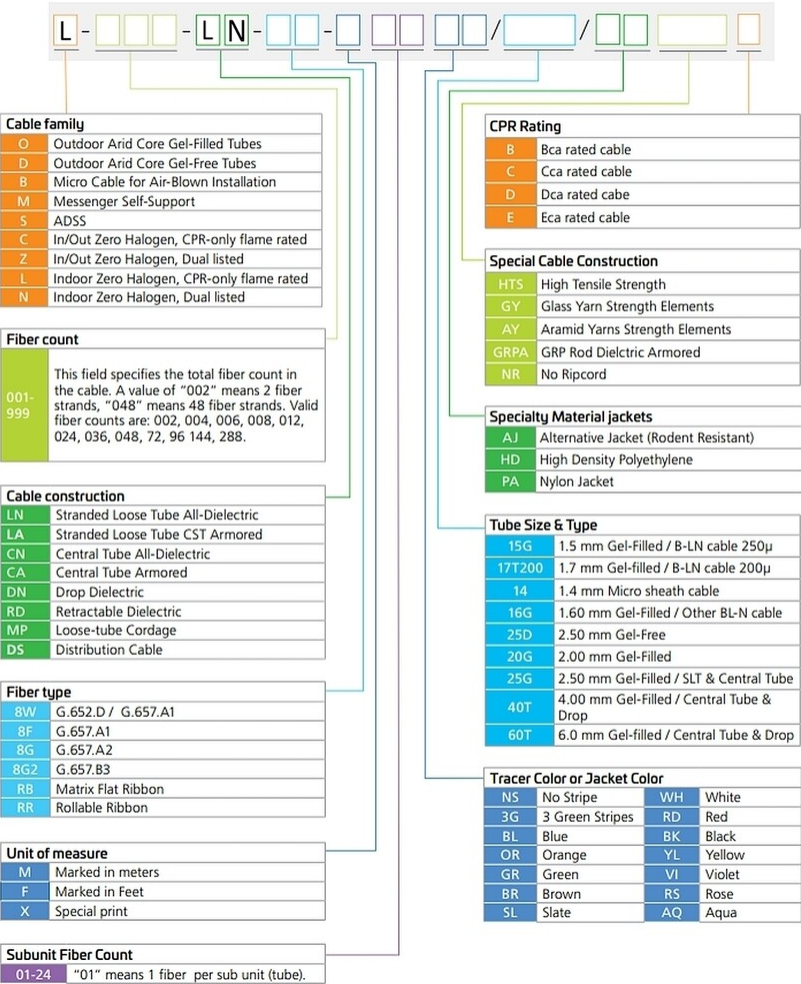 L - - L N - - / /
Cable family
O Outdoor Arid Core Gel-Filled Tubes
D Outdoor Arid Core Gel-Free Tubes
B Micro Cable for Air-Blown Installation
M Messenger Self-Support
S ADSS
C In/Out Zero Halogen, CPR-only flame rated
Z In/Out Zero Halogen, Dual listed
L Indoor Zero Halogen, CPR-only flame rated
N Indoor Zero Halogen, Dual listed
Fiber count
001-
999
This field specifies the total fiber count in
the cable. A value of “002” means 2 fiber
strands, “048” means 48 fiber strands. Valid
fiber counts are: 002, 004, 006, 008, 012,
024, 036, 048, 72, 96 144, 288.
Cable construction
LN Stranded Loose Tube All-Dielectric
LA Stranded Loose Tube CST Armored
CN Central Tube All-Dielectric
CA Central Tube Armored
DN Drop Dielectric
RD Retractable Dielectric
MP Loose-tube Cordage
DS Distribution Cable
Fiber type
8W G.652.D / G.657.A1
8F G.657.A1
8G G.657.A2
8G2 G.657.B3
RB Matrix Flat Ribbon
RR Rollable Ribbon
Unit of measure
M Marked in meters
F Marked in Feet
X Special print
Subunit Fiber Count
01-24 “01” means 1 fiber per sub unit (tube).
CPR Rating
B Bca rated cable
C Cca rated cable
D Dca rated cabe
E Eca rated cable
Special Cable Construction
HTS High Tensile Strength
GY Glass Yarn Strength Elements
AY Aramid Yarns Strength Elements
GRPA GRP Rod Dielctric Armored
NR No Ripcord
Specialty Material jackets
AJ Alternative Jacket (Rodent Resistant)
HD High Density Polyethylene
PA Nylon Jacket
Tube Size & Type
15G 1.5 mm Gel-Filled / B-LN cable 250µ
17T200 1.7 mm Gel-filled / B-LN cable 200µ
14 1.4 mm Micro sheath cable
16G 1.60 mm Gel-Filled / Other BL-N cable
25D 2.50 mm Gel-Free
20G 2.00 mm Gel-Filled
25G 2.50 mm Gel-Filled / SLT & Central Tube
40T 4.00 mm Gel-Filled / Central Tube &
Drop
60T 6.0 mm Gel-filled / Central Tube & Drop
Tracer Color or Jacket Color
NS No Stripe WH White
3G 3 Green Stripes RD Red
BL Blue BK Black
OR Orange YL Yellow
GR Green VI Violet
BR Brown RS Rose
SL Slate AQ Aqua